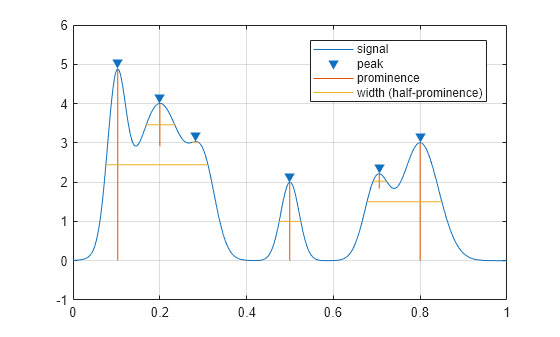 6
5
4
3
2
1
0
-1
signal
peak
prominence
width (half-prominence)
0 0.2 0.4 0.6 0.8 1